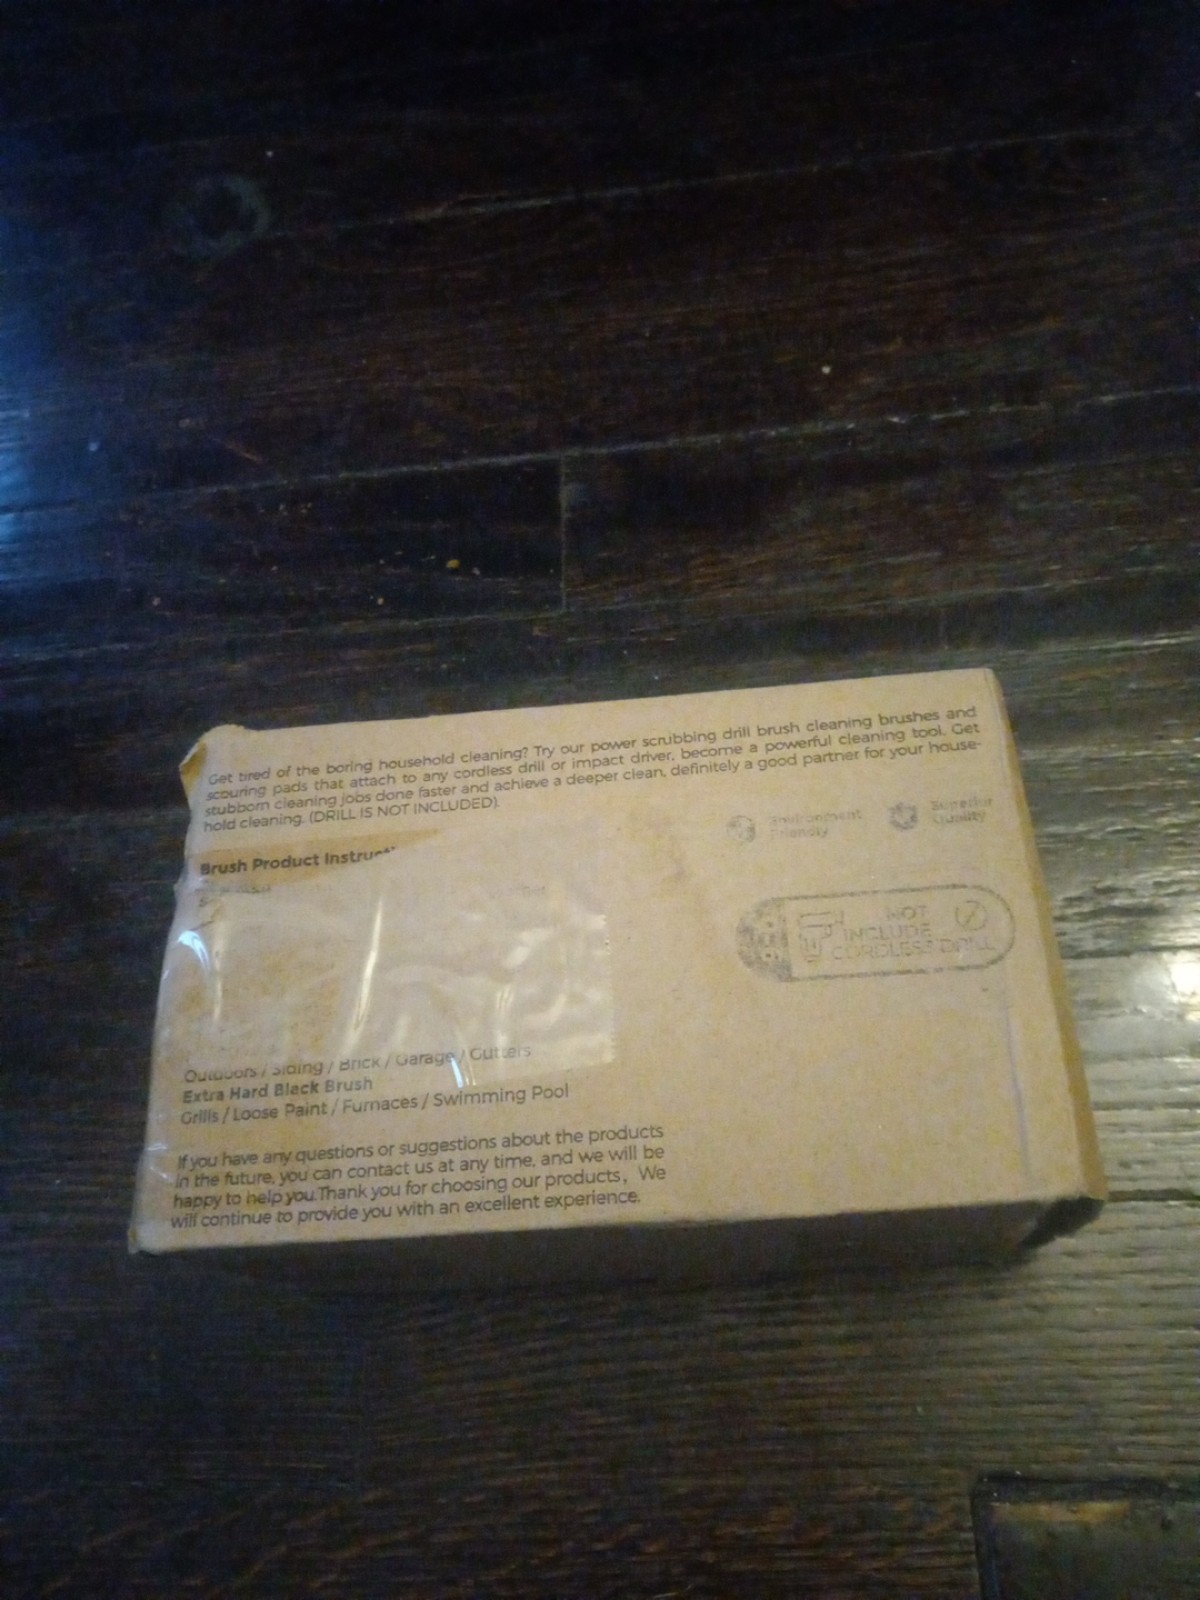 Get tired of the boring household cleaning? Try our power scrubbing drill brush cleaning brushes and
scouring pads that attach to any cordless drill or impact driver, become a powerful cleaning tool. Get
stubborn cleaning jobs done faster and achieve a deeper clean, definitely a good partner for your house-
hold cleaning. (DRILL IS NOT INCLUDED).
Environment
Friendly
Superior
Quality
Brush Product
NOT
INCLUDE
CORDLESS DRILL
Outdoors / Siding / Brick / Garage / Gutters
Extra Hard Black Brush
Grills / Loose Paint / Furnaces / Swimming Pool
If you have any questions or suggestions about the products
in the future, you can contact us at any time, and we will be
happy to help you.Thank you for choosing our products, We
will continue to provide you with an excellent experience.